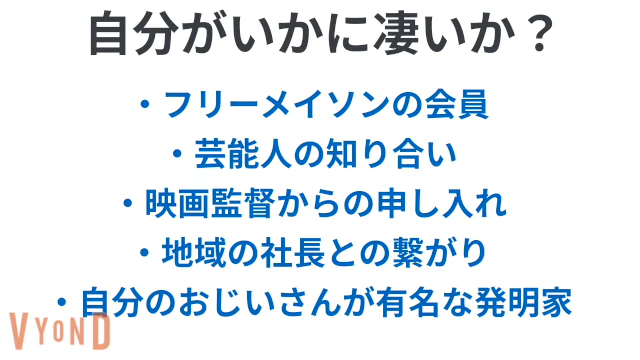 自分がいかに凄いか？
・フリーメイソンの会員
・芸能人の知り合い
・映画監督からの申し入れ
・地域の社長との繋がり
・自分のおじいさんが有名な発明家
VYOND